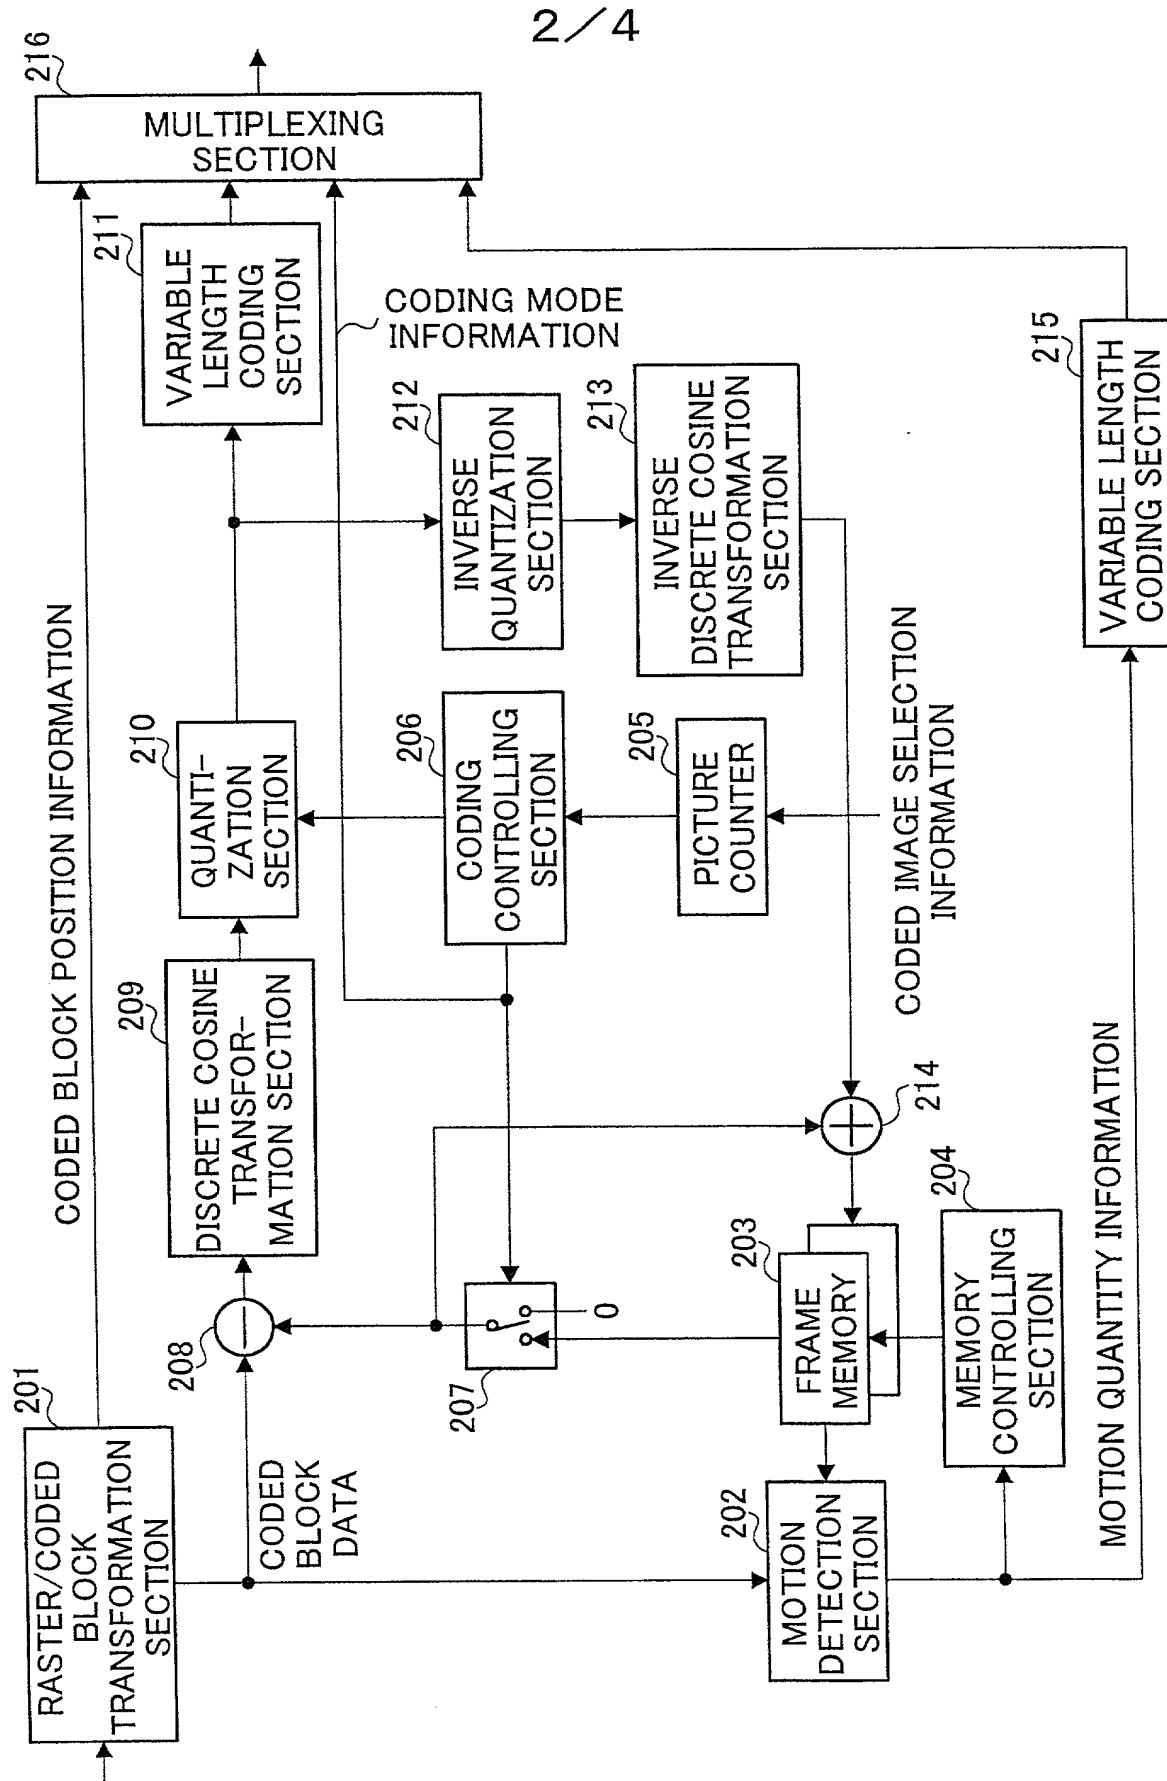 2/4
216
MULTIPLEXING
SECTION
211
VARIABLE
LENGTH
CODING
SECTION
CODING MODE
INFORMATION
CODED BLOCK POSITION INFORMATION
212
INVERSE
QUANTIZATION
SECTION
213
INVERSE
DISCRETE COSINE
TRANSFORMATION
SECTION
215
VARIABLE LENGTH
CODING SECTION
210
QUANTI-
ZATION
SECTION
206
CODING
CONTROLLING
SECTION
205
PICTURE
COUNTER
CODED IMAGE SELECTION
INFORMATION
209
DISCRETE COSINE
TRANSFOR-
MATION SECTION
214
208
207
0
203
FRAME
MEMORY
204
MEMORY
CONTROLLING
SECTION
MOTION QUANTITY INFORMATION
201
RASTER/CODED
BLOCK
TRANSFORMATION
SECTION
CODED
BLOCK
DATA
202
MOTION
DETECTION
SECTION